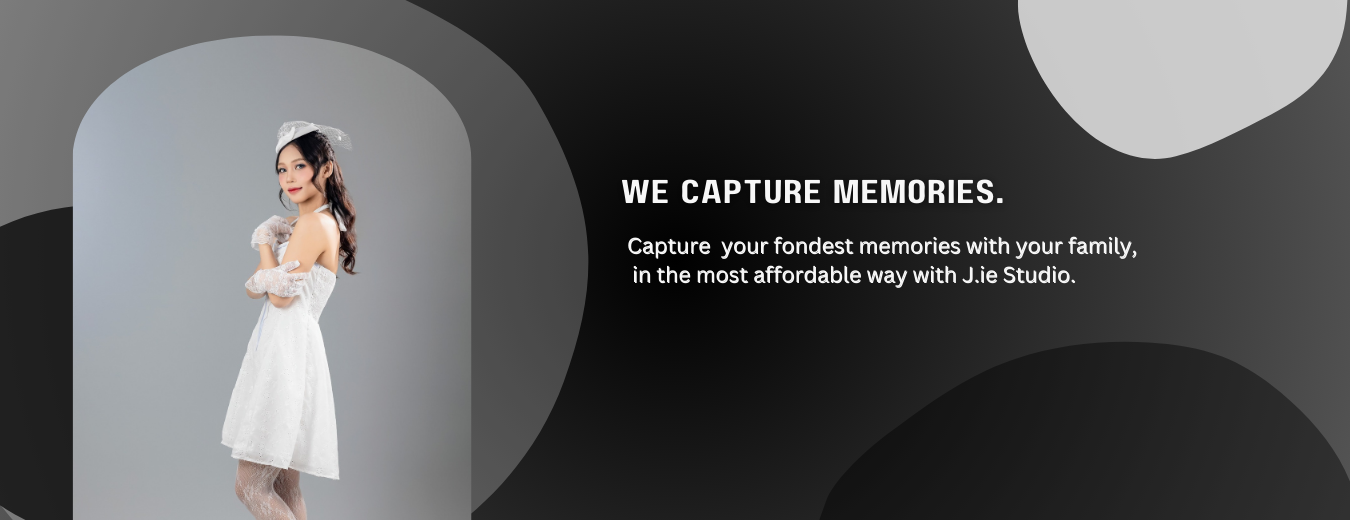 WE CAPTURE MEMORIES.
Capture  your fondest memories with your family,
in the most affordable way with J.ie Studio.